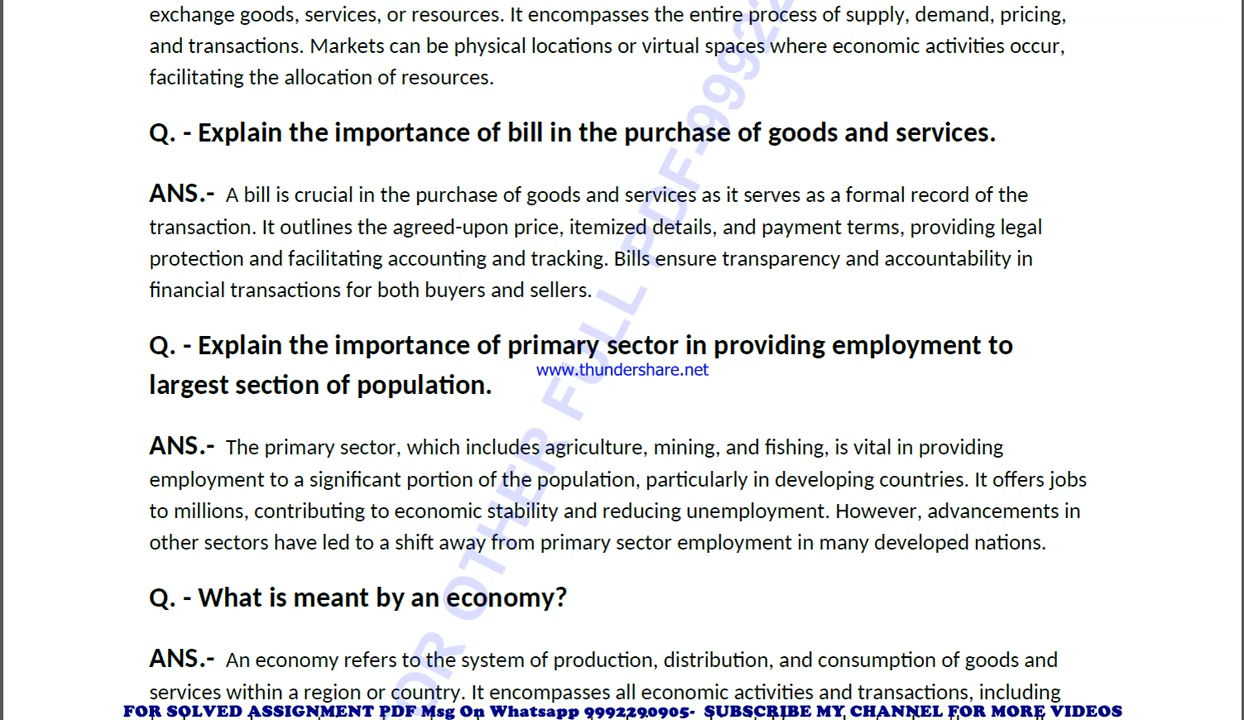 exchange goods, services, or resources. It encompasses the entire process of supply, demand, pricing,
and transactions. Markets can be physical locations or virtual spaces where economic activities occur,
facilitating the allocation of resources.
Q. - Explain the importance of bill in the purchase of goods and services.
ANS.- A bill is crucial in the purchase of goods and services as it serves as a formal record of the
transaction. It outlines the agreed-upon price, itemized details, and payment terms, providing legal
protection and facilitating accounting and tracking. Bills ensure transparency and accountability in
financial transactions for both buyers and sellers.
Q. - Explain the importance of primary sector in providing employment to
www.thundershare.net
largest section of population.
ANS.- The primary sector, which includes agriculture, mining, and fishing, is vital in providing
employment to a significant portion of the population, particularly in developing countries. It offers jobs
to millions, contributing to economic stability and reducing unemployment. However, advancements in
other sectors have led to a shift away from primary sector employment in many developed nations.
Q. - What is meant by an economy?
ANS.- An economy refers to the system of production, distribution, and consumption of goods and
services within a region or country. It encompasses all economic activities and transactions, including
FOR SOLVED ASSIGNMENT PDF Msg On Whatsapp 9992290905- SUBSCRIBE MY CHANNEL FOR MORE VIDEOS
OR OTHER FULL PDF-9992